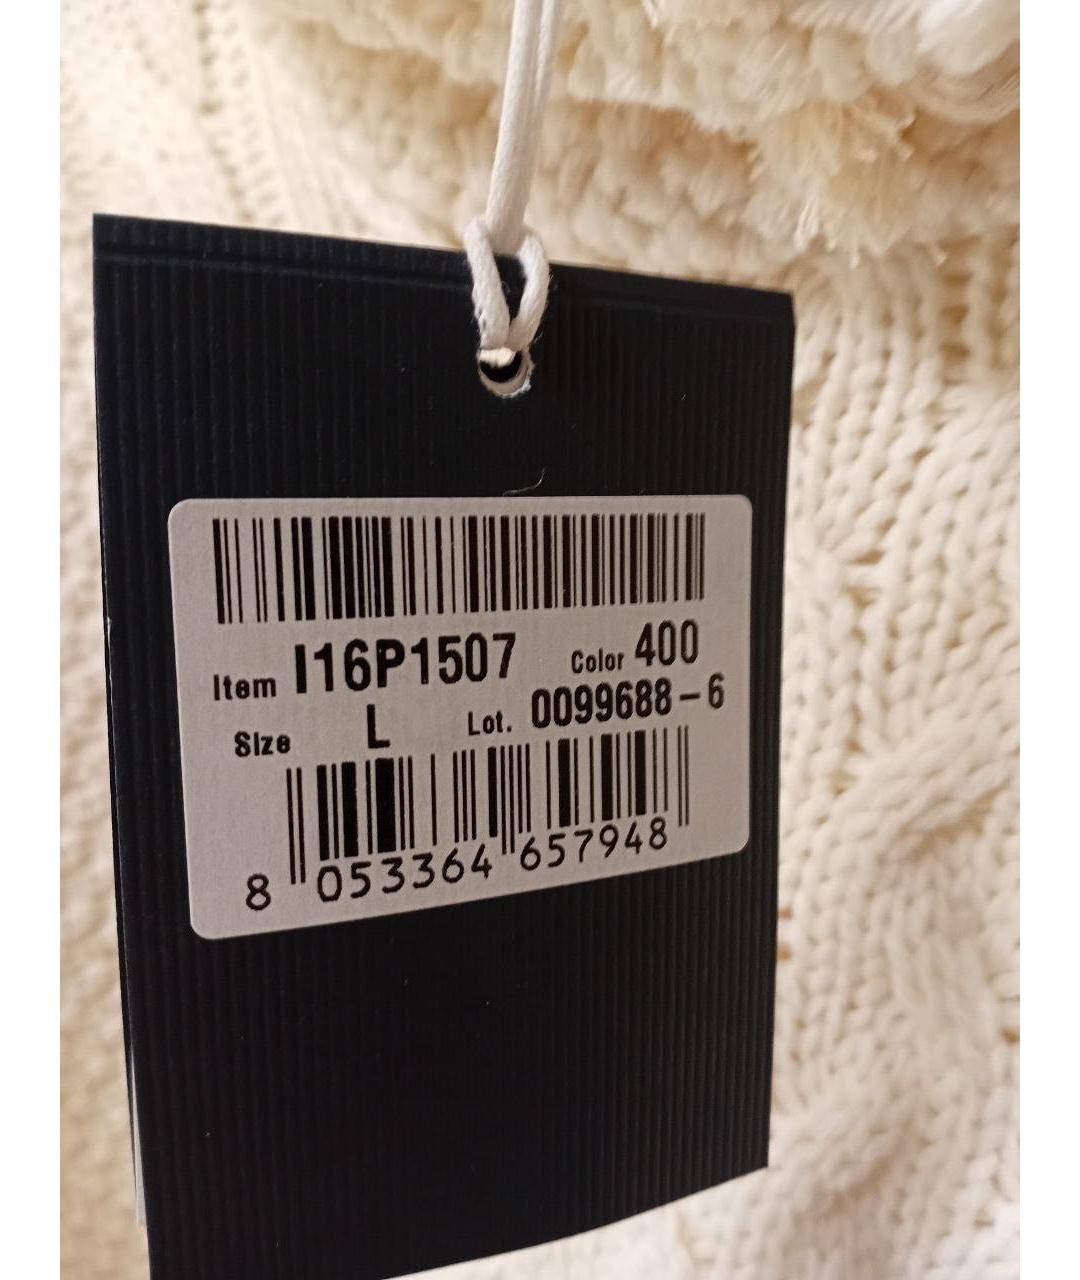 Item I16P1507 Color 400
Size L Lot. 0099688-6
8 053364 657948